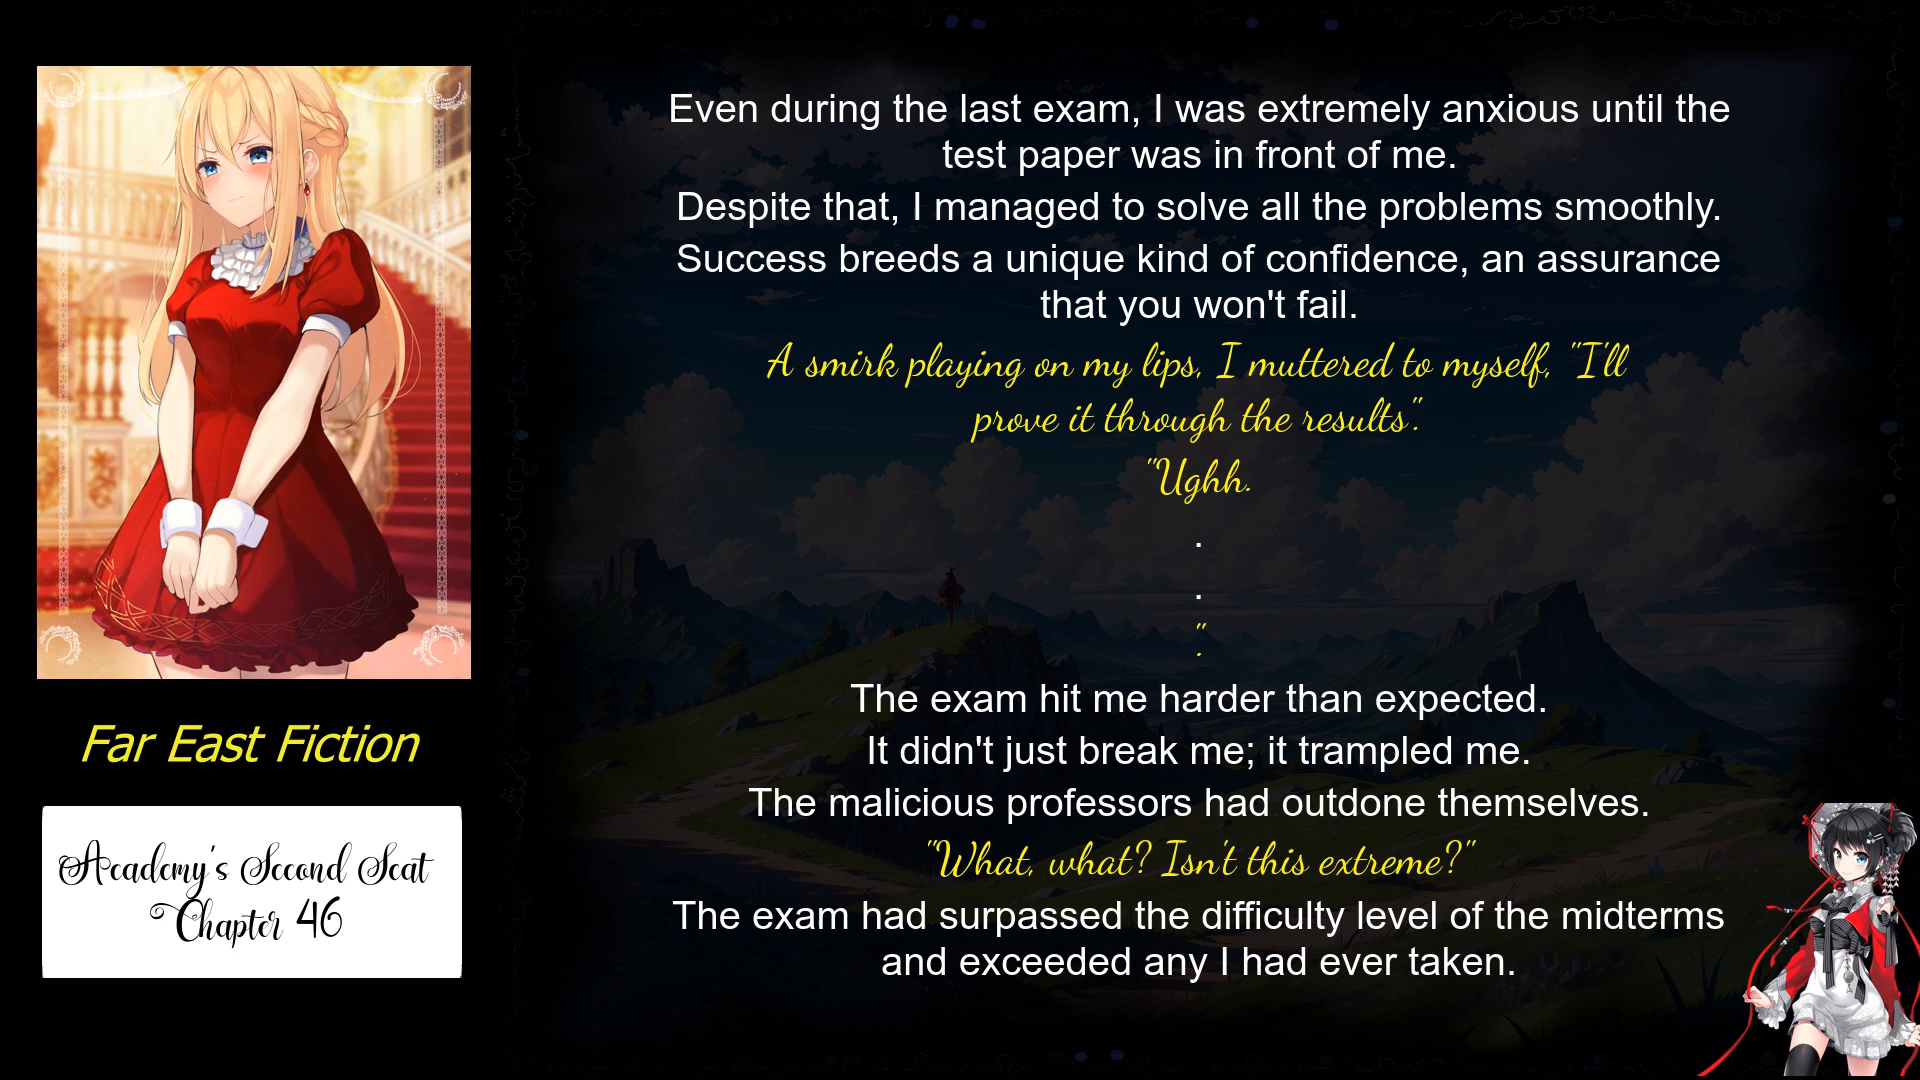 Even during the last exam, I was extremely anxious until the
test paper was in front of me.
Despite that, I managed to solve all the problems smoothly.
Success breeds a unique kind of confidence, an assurance
that you won't fail.
A smirk playing on my lips, I muttered to myself, "I'll
prove it through the results".
"Ughh.
.
.
".
The exam hit me harder than expected.
It didn't just break me; it trampled me.
The malicious professors had outdone themselves.
"What, what? Isn't this extreme?"
The exam had surpassed the difficulty level of the midterms
and exceeded any I had ever taken.
Far East Fiction
Academy's Second Seat
Chapter 46